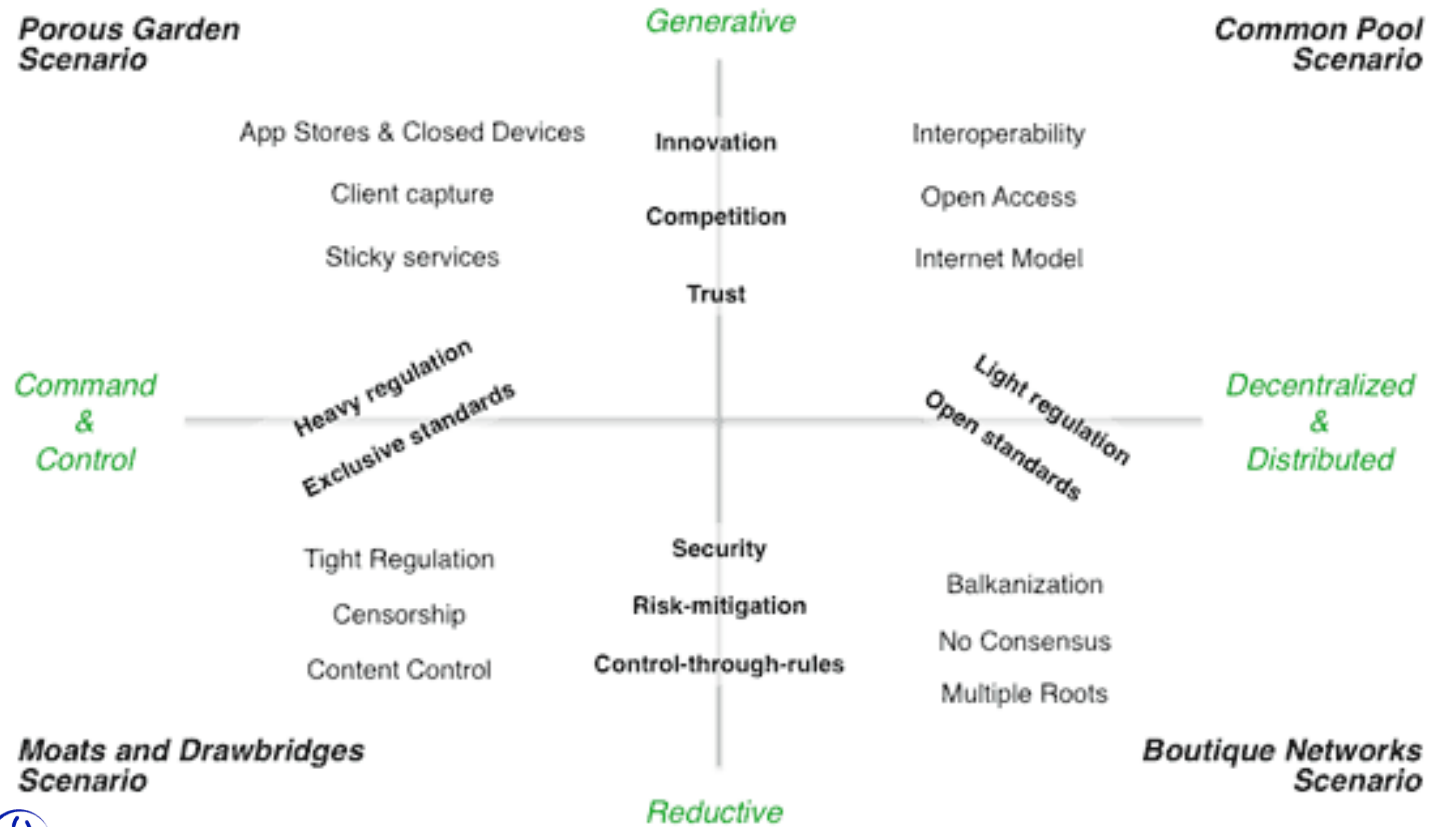 Porous Garden
Scenario
Generative
Common Pool
Scenario
App Stores & Closed Devices
Client capture
Sticky services
Innovation
Competition
Trust
Interoperability
Open Access
Internet Model
Command
&
Control
Heavy regulation
Exclusive standards
Light regulation
Open standards
Decentralized
&
Distributed
Tight Regulation
Censorship
Content Control
Security
Risk-mitigation
Control-through-rules
Balkanization
No Consensus
Multiple Roots
Moats and Drawbridges
Scenario
Reductive
Boutique Networks
Scenario